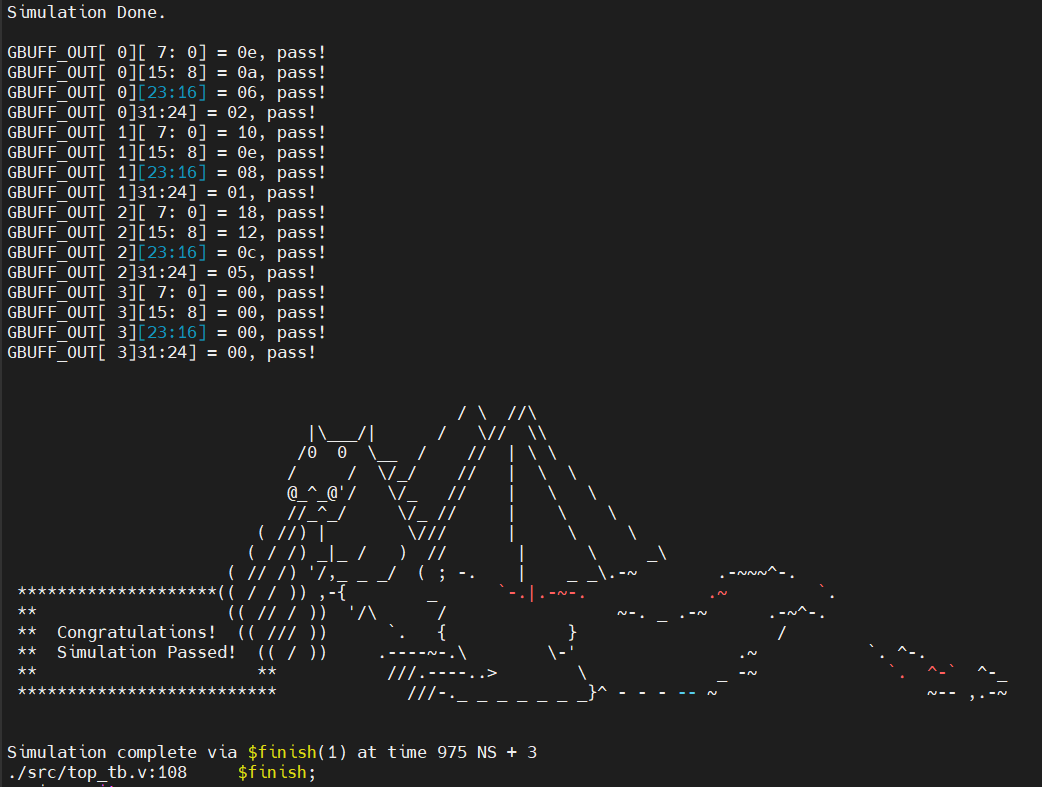 Simulation Done.
GBUFF_OUT[ 0][ 7: 0] = 0e, pass!
GBUFF_OUT[ 0][15: 8] = 0a, pass!
GBUFF_OUT[ 0][23:16] = 06, pass!
GBUFF_OUT[ 0]31:24] = 02, pass!
GBUFF_OUT[ 1][ 7: 0] = 10, pass!
GBUFF_OUT[ 1][15: 8] = 0e, pass!
GBUFF_OUT[ 1][23:16] = 08, pass!
GBUFF_OUT[ 1]31:24] = 01, pass!
GBUFF_OUT[ 2][ 7: 0] = 18, pass!
GBUFF_OUT[ 2][15: 8] = 12, pass!
GBUFF_OUT[ 2][23:16] = 0c, pass!
GBUFF_OUT[ 2]31:24] = 05, pass!
GBUFF_OUT[ 3][ 7: 0] = 00, pass!
GBUFF_OUT[ 3][15: 8] = 00, pass!
GBUFF_OUT[ 3][23:16] = 00, pass!
GBUFF_OUT[ 3]31:24] = 00, pass!
Congratulations!
Simulation Passed!
Simulation complete via $finish(1) at time 975 NS + 3
./src/top_tb.v:108     $finish;